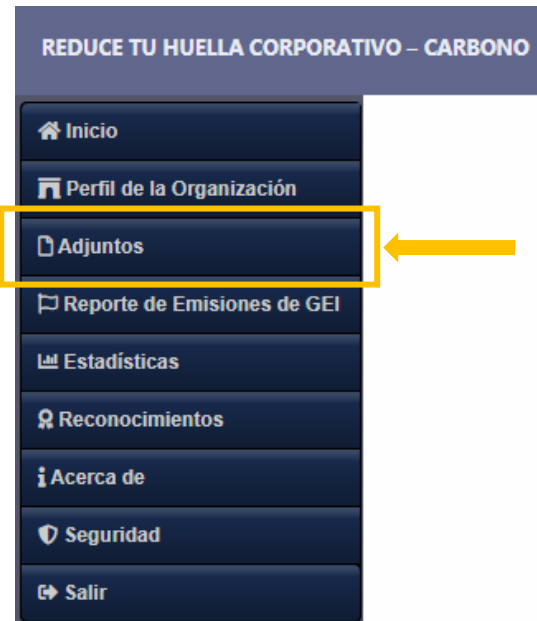 REDUCE TU HUELLA CORPORATIVO – CARBONO
Inicio
Perfil de la Organización
Adjuntos
Reporte de Emisiones de GEI
Estadísticas
Reconocimientos
Acerca de
Seguridad
Salir